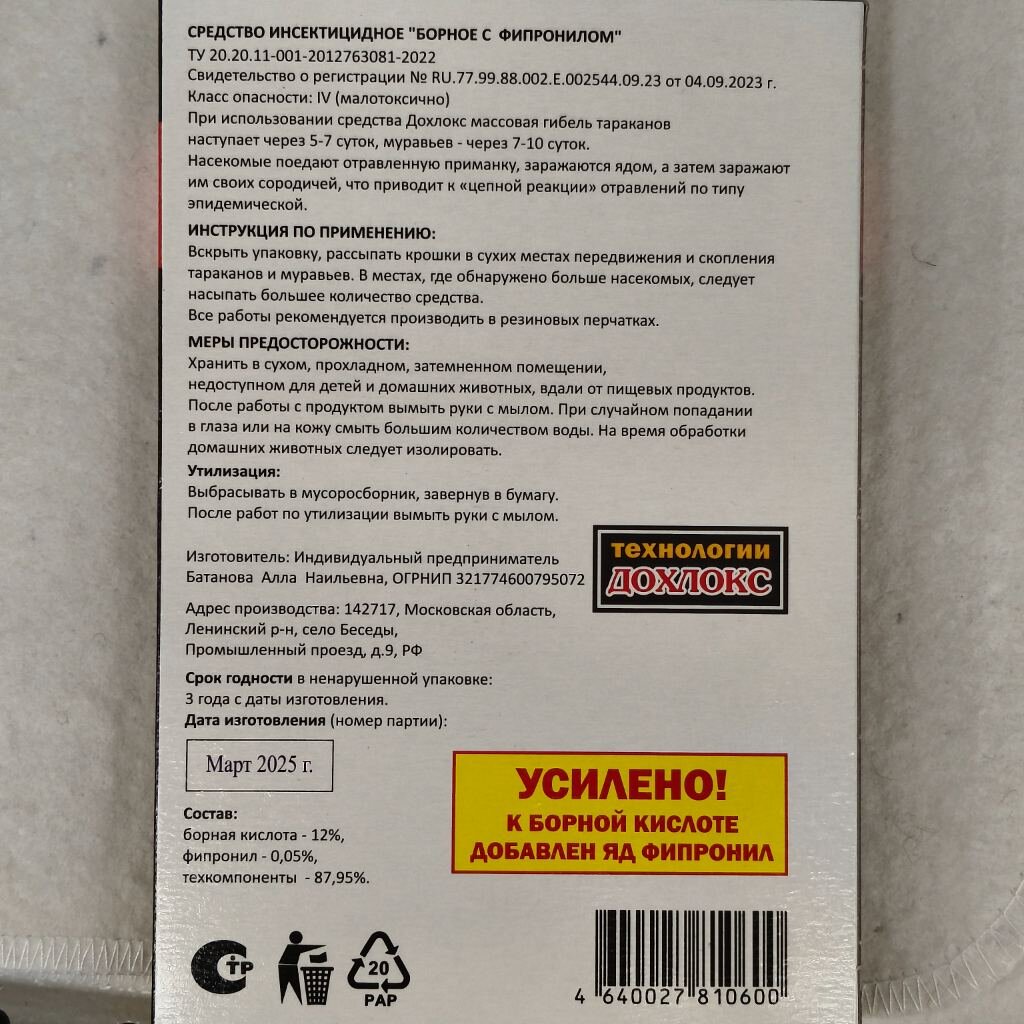 СРЕДСТВО ИНСЕКТИЦИДНОЕ "БОРНОЕ С ФИПРОНИЛОМ"
ТУ 20.20.11-001-2012763081-2022
Свидетельство о регистрации № RU.77.99.88.002.E.002544.09.23 от 04.09.2023 г.
Класс опасности: IV (малотоксично)
При использовании средства Дохлокс массовая гибель тараканов
наступает через 5-7 суток, муравьев - через 7-10 суток.
Насекомые поедают отравленную приманку, заражаются ядом, а затем заражают
им своих сородичей, что приводит к «цепной реакции» отравлений по типу
эпидемической.
ИНСТРУКЦИЯ ПО ПРИМЕНЕНИЮ:
Вскрыть упаковку, рассыпать крошки в сухих местах передвижения и скопления
тараканов и муравьев. В местах, где обнаружено больше насекомых, следует
насыпать большее количество средства.
Все работы рекомендуется производить в резиновых перчатках.
МЕРЫ ПРЕДОСТОРОЖНОСТИ:
Хранить в сухом, прохладном, затемненном помещении,
недоступном для детей и домашних животных, вдали от пищевых продуктов.
После работы с продуктом вымыть руки с мылом. При случайном попадании
в глаза или на кожу смыть большим количеством воды. На время обработки
домашних животных следует изолировать.
Утилизация:
Выбрасывать в мусоросборник, завернув в бумагу.
После работ по утилизации вымыть руки с мылом.
Изготовитель: Индивидуальный предприниматель
Батанова Алла Наильевна, ОГРНИП 321774600795072
ТЕХНОЛОГИИ
ДОХЛОКС
Адрес производства: 142717, Московская область,
Ленинский р-н, село Беседы,
Промышленный проезд, д.9, РФ
Срок годности в ненарушенной упаковке:
3 года с даты изготовления.
Дата изготовления (номер партии):
Март 2025 г.
УСИЛЕНО!
К БОРНОЙ КИСЛОТЕ
ДОБАВЛЕН ЯД ФИПРОНИЛ
Состав:
борная кислота - 12%,
фипронил - 0,05%,
техкомпоненты - 87,95%.
СТР
20
PAP
4 640027 810600